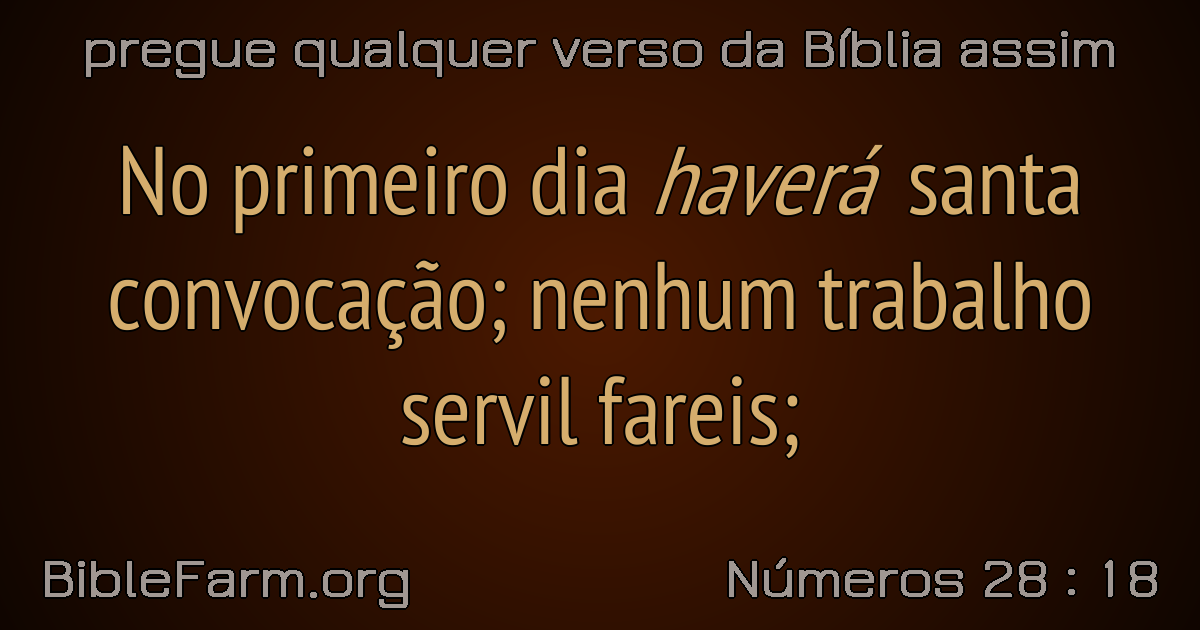 pregue qualquer verso da Bíblia assim
No primeiro dia haverá santa
convocação; nenhum trabalho
servil fareis;
BibleFarm.org
Números 28 : 18